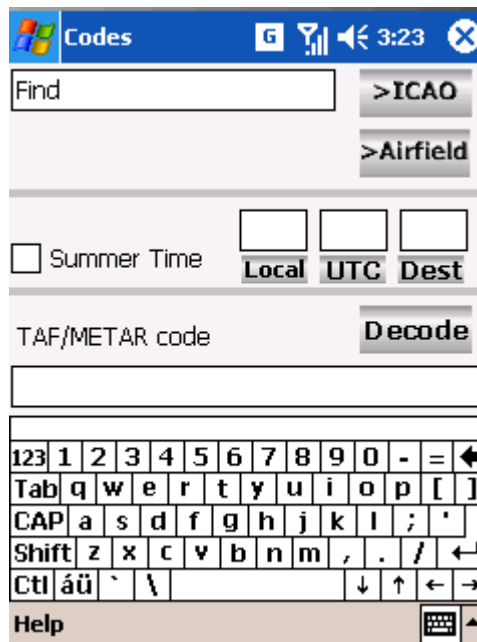 Codes G 3:23
Find >ICAO
>Airfield
Summer Time Local UTC Dest
TAF/METAR code Decode
123 1 2 3 4 5 6 7 8 9 0 - =
Tab q w e r t y u i o p [ ]
CAP a s d f g h j k l ; '
Shift z x c v b n m , . /
Ctl áü ` \ ↓ ↑ ← →
Help